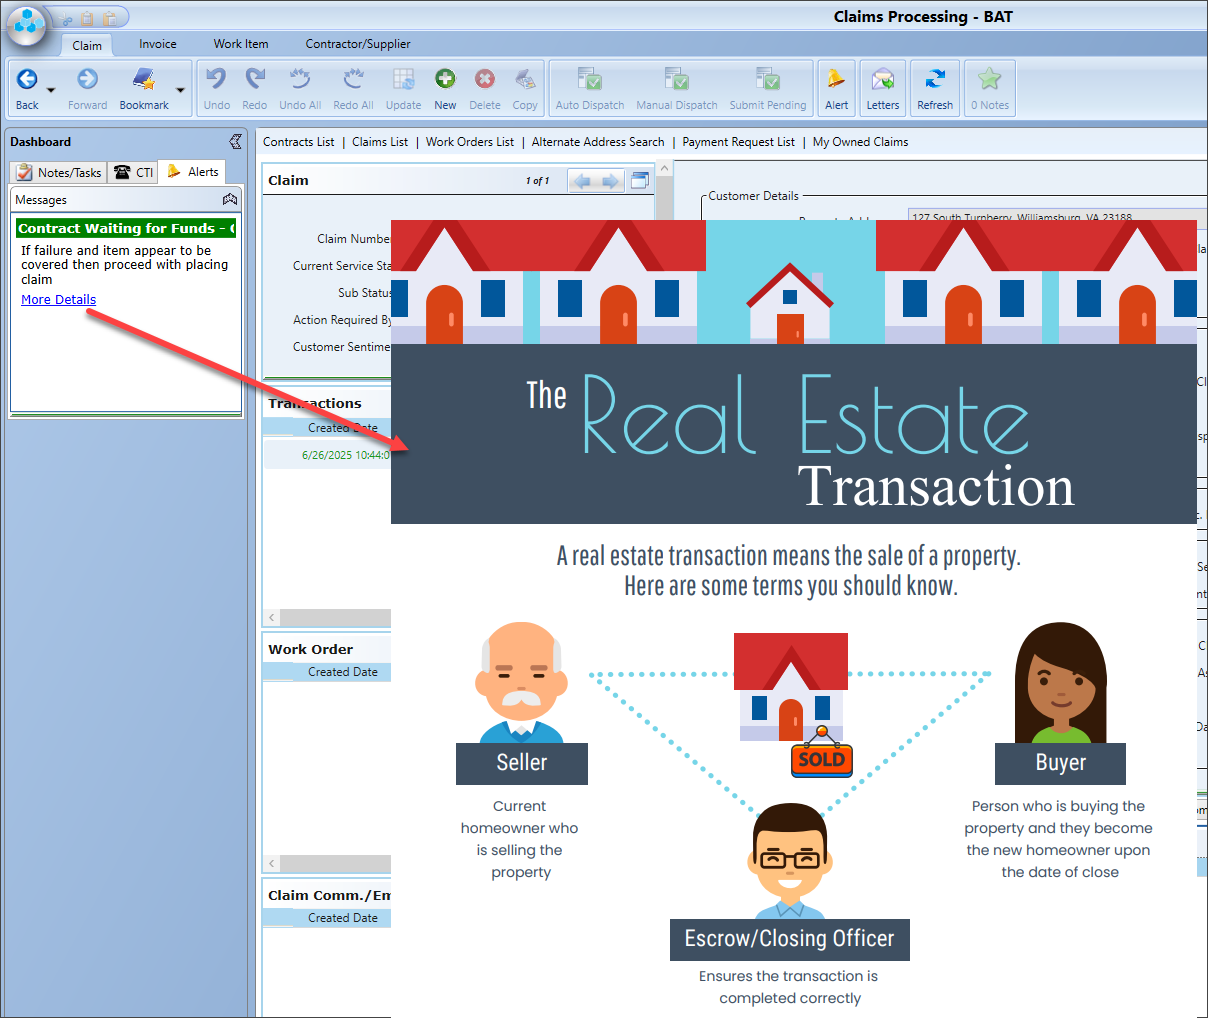 Claims Processing - BAT
Claim
Invoice
Work Item
Contractor/Supplier
Back
Forward
Bookmark
Undo
Redo
Undo All
Redo All
Update
New
Delete
Copy
Auto Dispatch
Manual Dispatch
Submit Pending
Alert
Letters
Refresh
0 Notes
Dashboard
Notes/Tasks
CTI
Alerts
Messages
Contract Waiting for Funds -
If failure and item appear to be
covered then proceed with placing
claim
More Details
Contracts List | Claims List | Work Orders List | Alternate Address Search | Payment Request List | My Owned Claims
Claim
1 of 1
Claim Number
Current Service Sta
Sub Status
Action Required By
Customer Sentime
Customer Details
127 South Turnberry, Williamsburg, VA 23188
Transactions
Created Date
6/26/2025 10:44:0
Work Order
Created Date
Claim Comm./Em
Created Date
The
Real Estate
Transaction
A real estate transaction means the sale of a property.
Here are some terms you should know.
SOLD
Seller
Current
homeowner who
is selling the
property
Buyer
Person who is buying the
property and they become
the new homeowner upon
the date of close
Escrow/Closing Officer
Ensures the transaction is
completed correctly